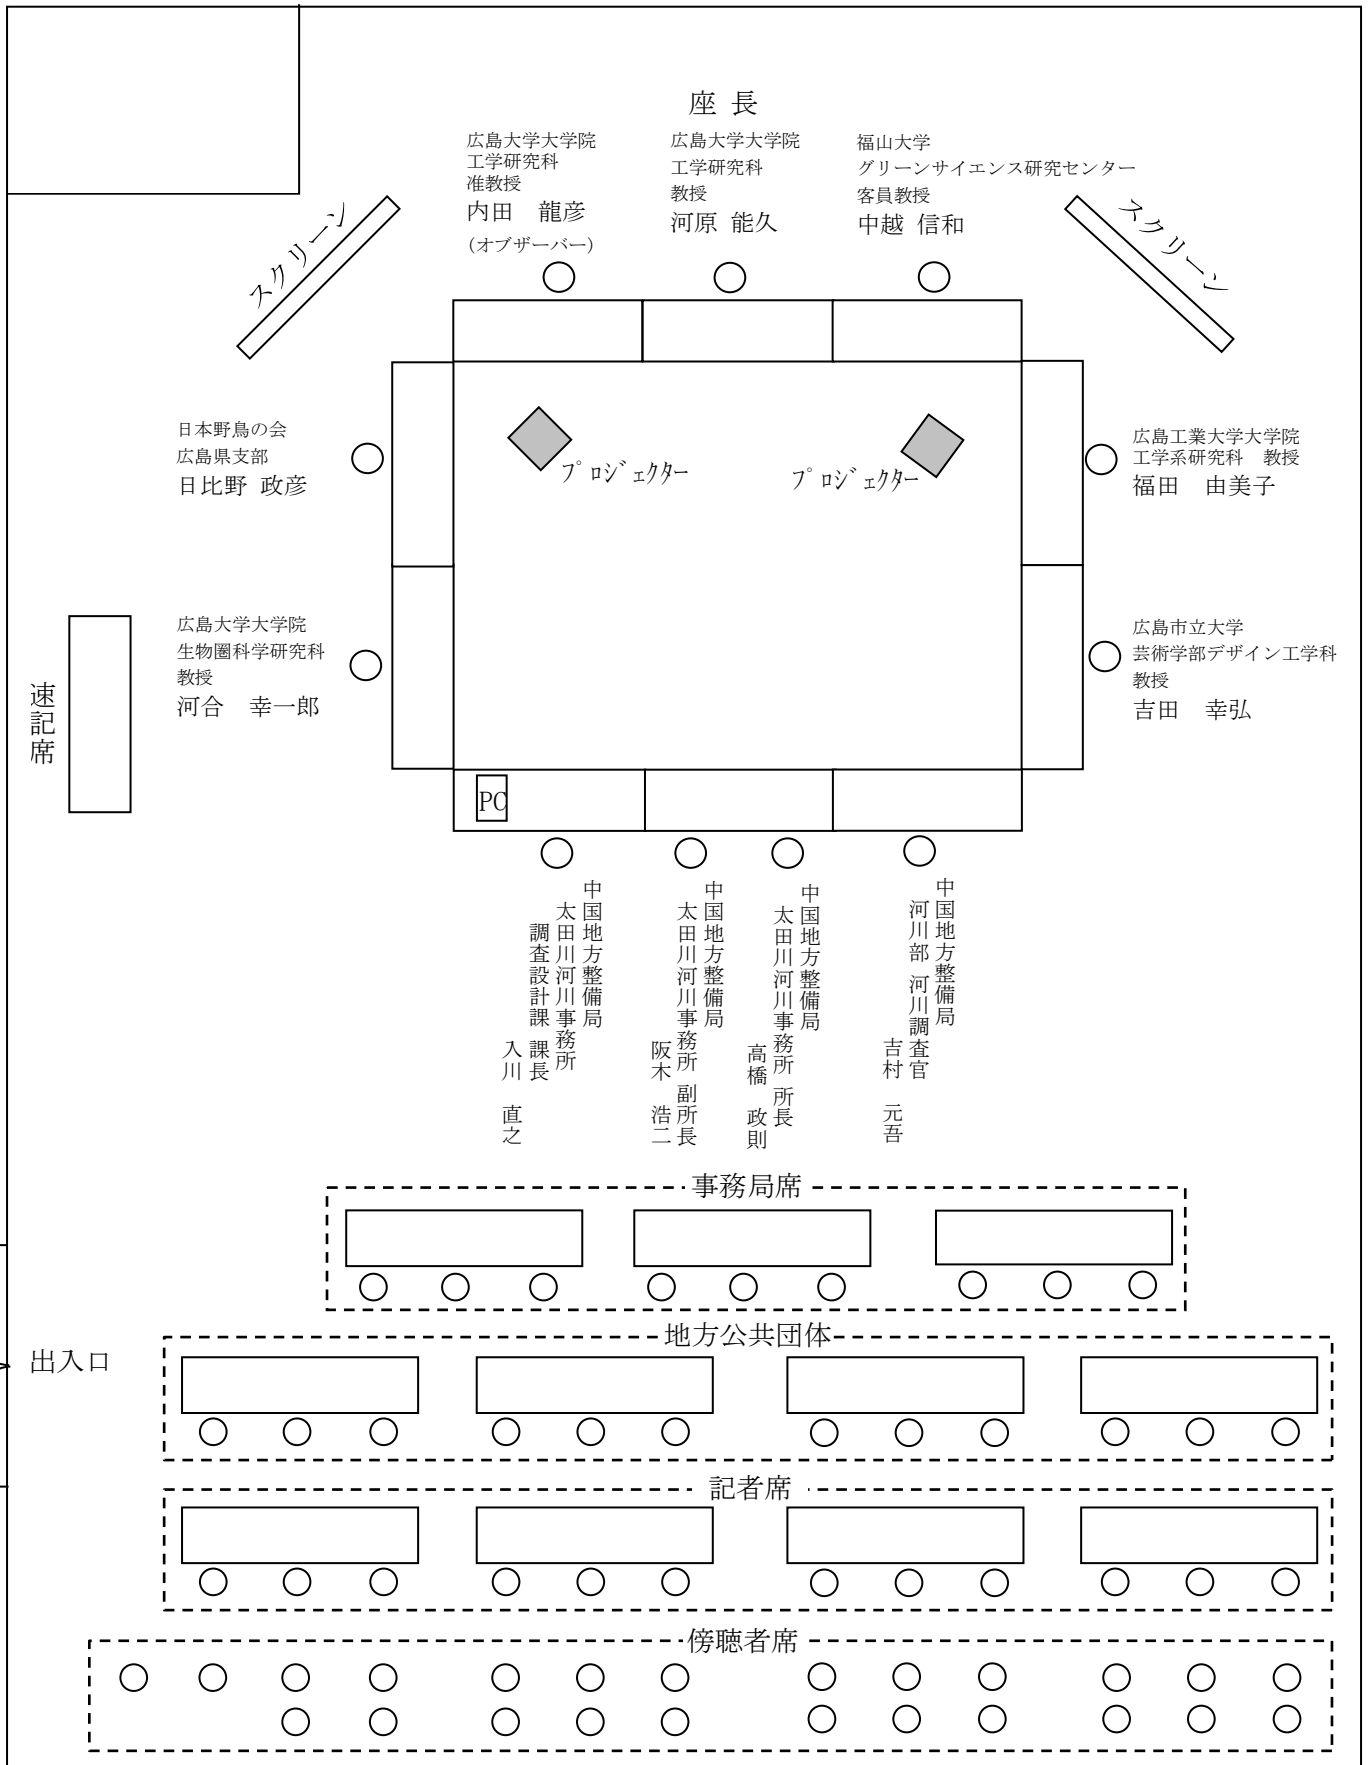 座 長
広島大学大学院
工学研究科
准教授
内田　龍彦
(オブザーバー)
広島大学大学院
工学研究科
教授
河原 能久
福山大学
グリーンサイエンス研究センター
客員教授
中越 信和
スクリーン
スクリーン
プロジェクター
プロジェクター
日本野鳥の会
広島県支部
日比野 政彦
広島工業大学大学院
工学系研究科　教授
福田　由美子
広島大学大学院
生物圏科学研究科
教授
河合　幸一郎
広島市立大学
芸術学部デザイン工学科
教授
吉田　幸弘
速記席
PC
中国地方整備局
太田川河川事務所
調査設計課 課長
入川 直之
中国地方整備局
太田川河川事務所 副所長
阪木 浩二
中国地方整備局
太田川河川事務所 所長
高橋 政則
中国地方整備局
河川部 河川調査官
吉村 元吾
事務局席
地方公共団体
出入口
記者席
傍聴者席